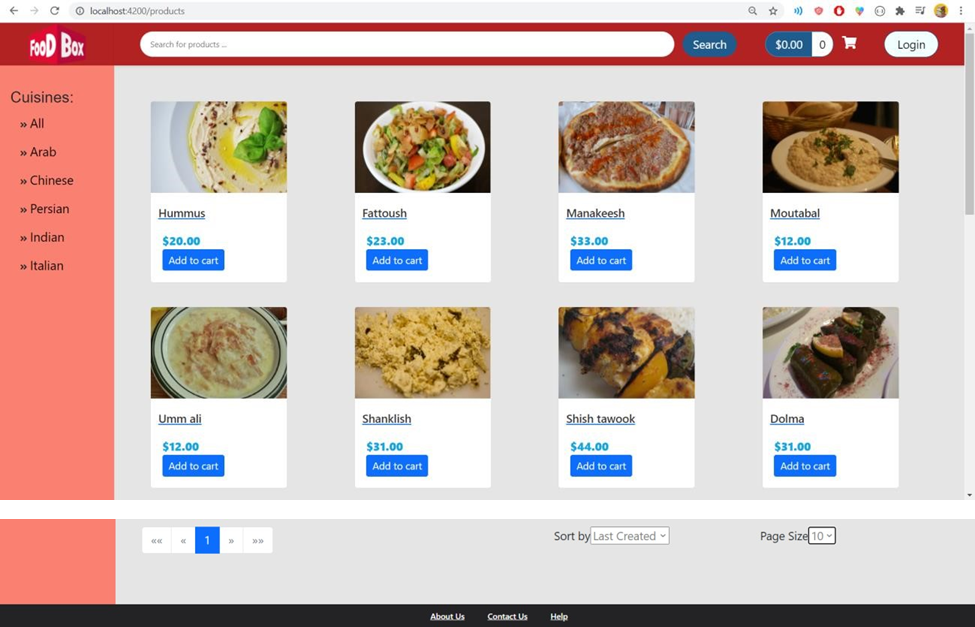 localhost:4200/products
FooD Box
Search for products ...
Search
$0.00 0
Login
Cuisines:
» All
» Arab
» Chinese
» Persian
» Indian
» Italian
Hummus
$20.00
Add to cart
Fattoush
$23.00
Add to cart
Manakeesh
$33.00
Add to cart
Moutabal
$12.00
Add to cart
Umm ali
$12.00
Add to cart
Shanklish
$31.00
Add to cart
Shish tawook
$44.00
Add to cart
Dolma
$31.00
Add to cart
«« « 1 » »»
Sort by Last Created
Page Size 10
About Us Contact Us Help